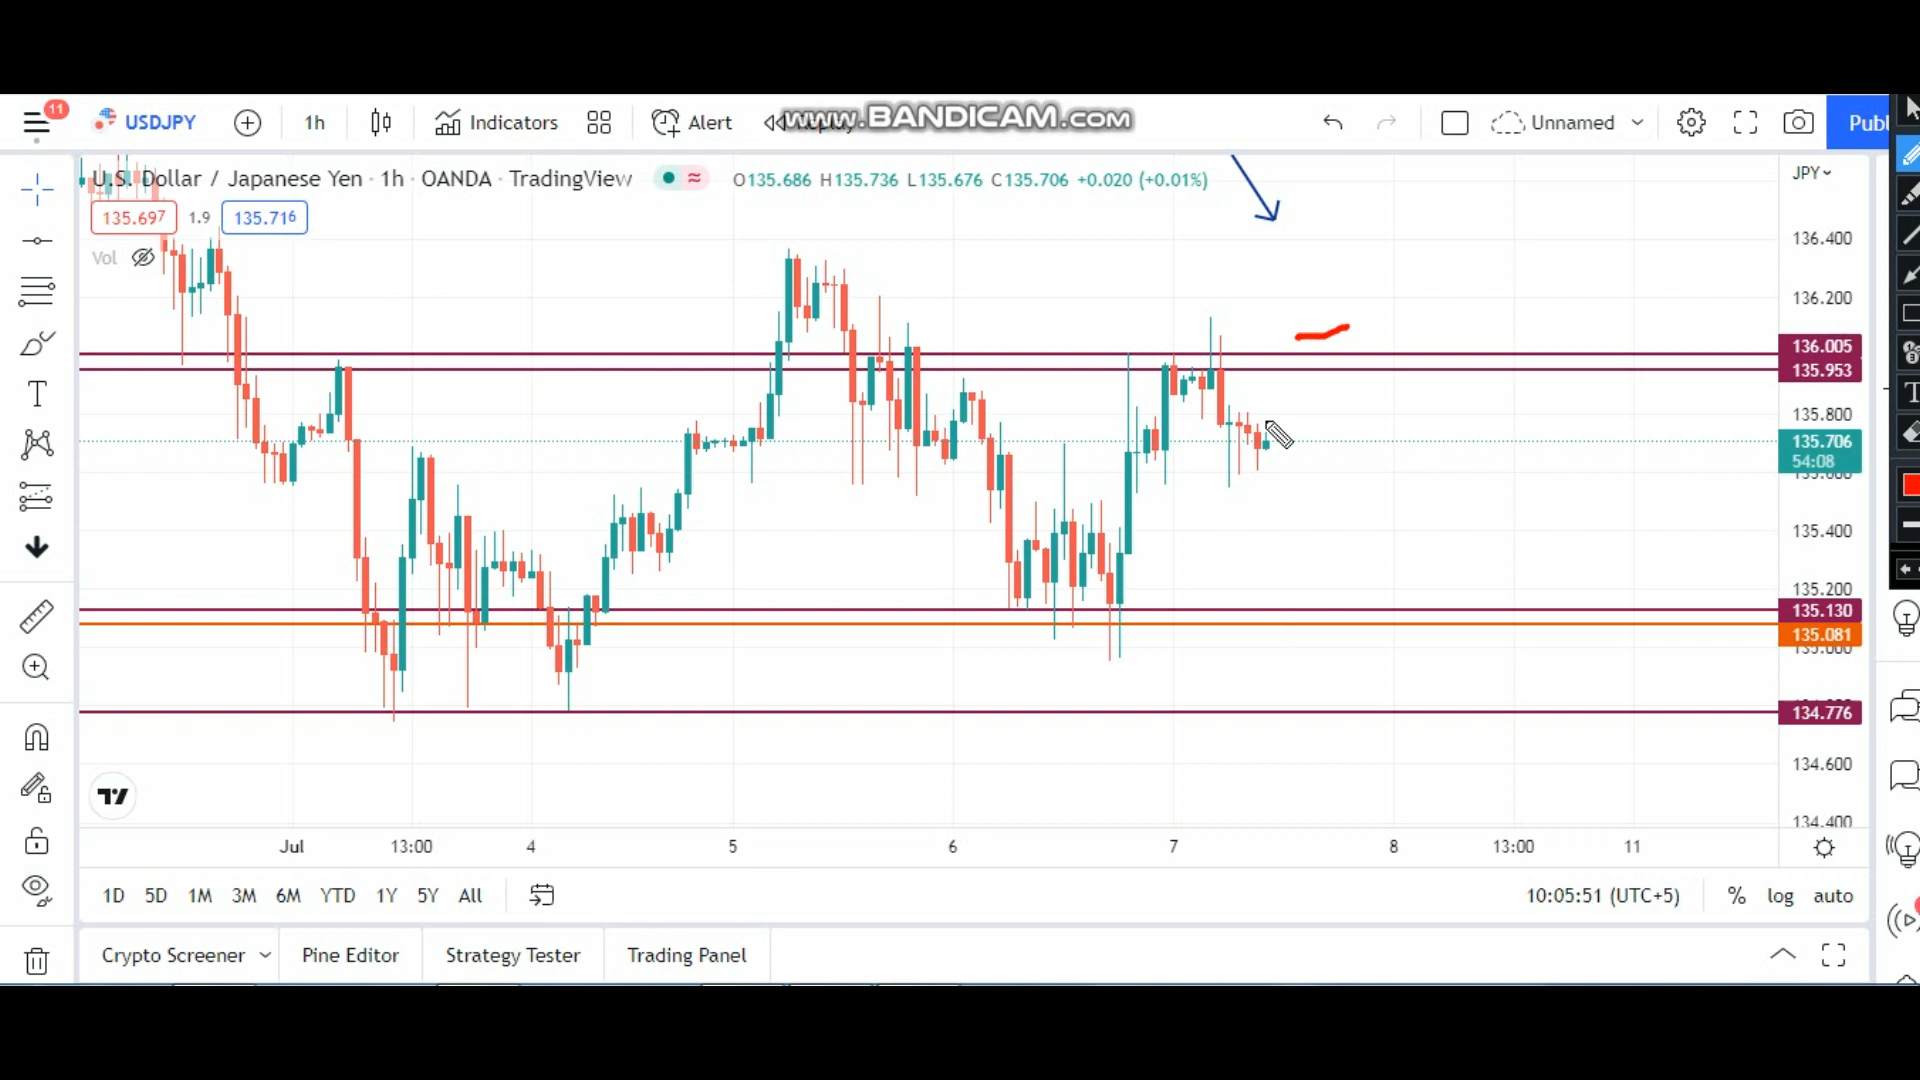 www.BANDICAM.com
11
USDJPY
1h
Indicators
Alert
Unnamed
Publ
U.S. Dollar / Japanese Yen · 1h · OANDA · TradingView
O135.686 H135.736 L135.676 C135.706 +0.020 (+0.01%)
JPY
135.697
1.9
135.716
Vol
136.400
136.200
136.005
135.953
135.800
135.706
54:08
135.400
135.200
135.130
135.081
135.000
134.776
134.600
134.400
Jul
13:00
4
5
6
7
8
13:00
11
1D
5D
1M
3M
6M
YTD
1Y
5Y
All
10:05:51 (UTC+5)
%
log
auto
Crypto Screener
Pine Editor
Strategy Tester
Trading Panel